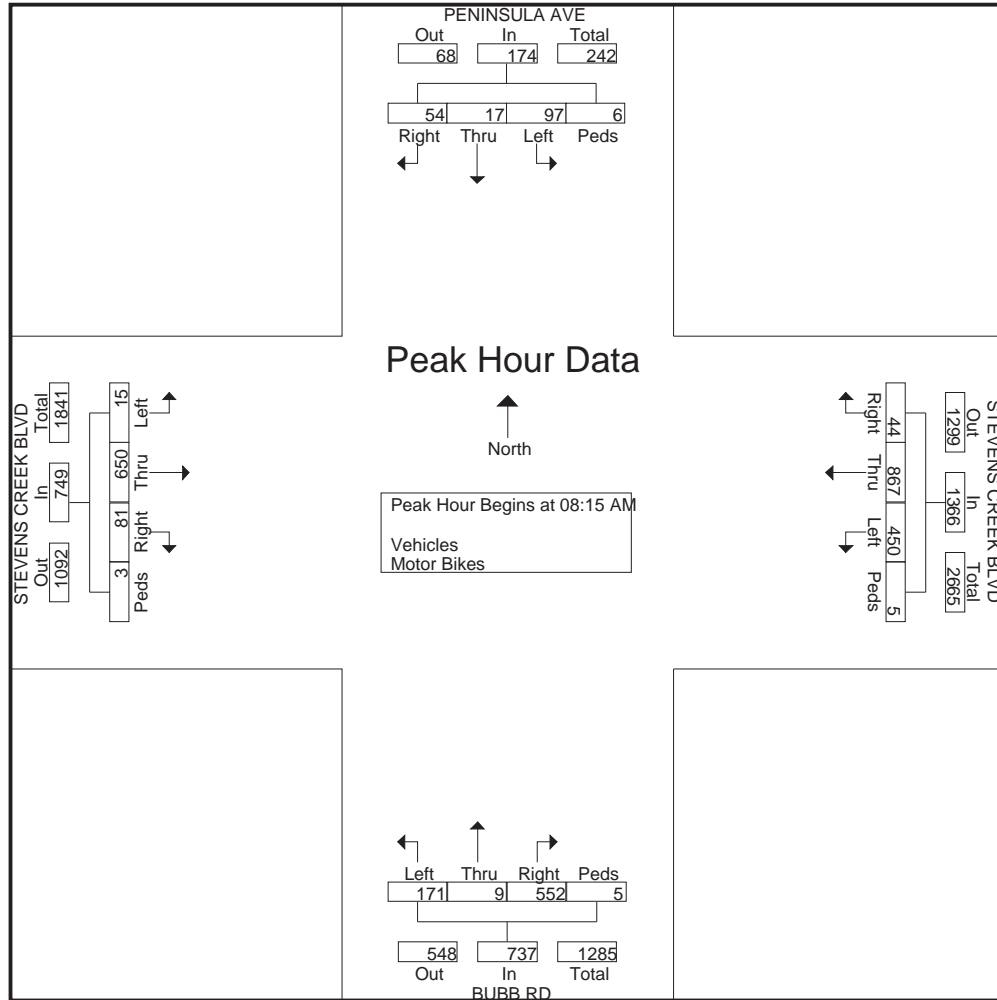 PENINSULA AVE
Out In Total
68 174 242
54 17 97 6
Right Thru Left Peds
Peak Hour Data
North
Peak Hour Begins at 08:15 AM
Vehicles
Motor Bikes
STEVENS CREEK BLVD
Out In Total
1092 749 1841
15 650 81 3
Left Thru Right Peds
STEVENS CREEK BLVD
Out In Total
1299 1366 2665
44 867 450 5
Right Thru Left Peds
Left Thru Right Peds
171 9 552 5
548 737 1285
Out In Total
BUBB RD